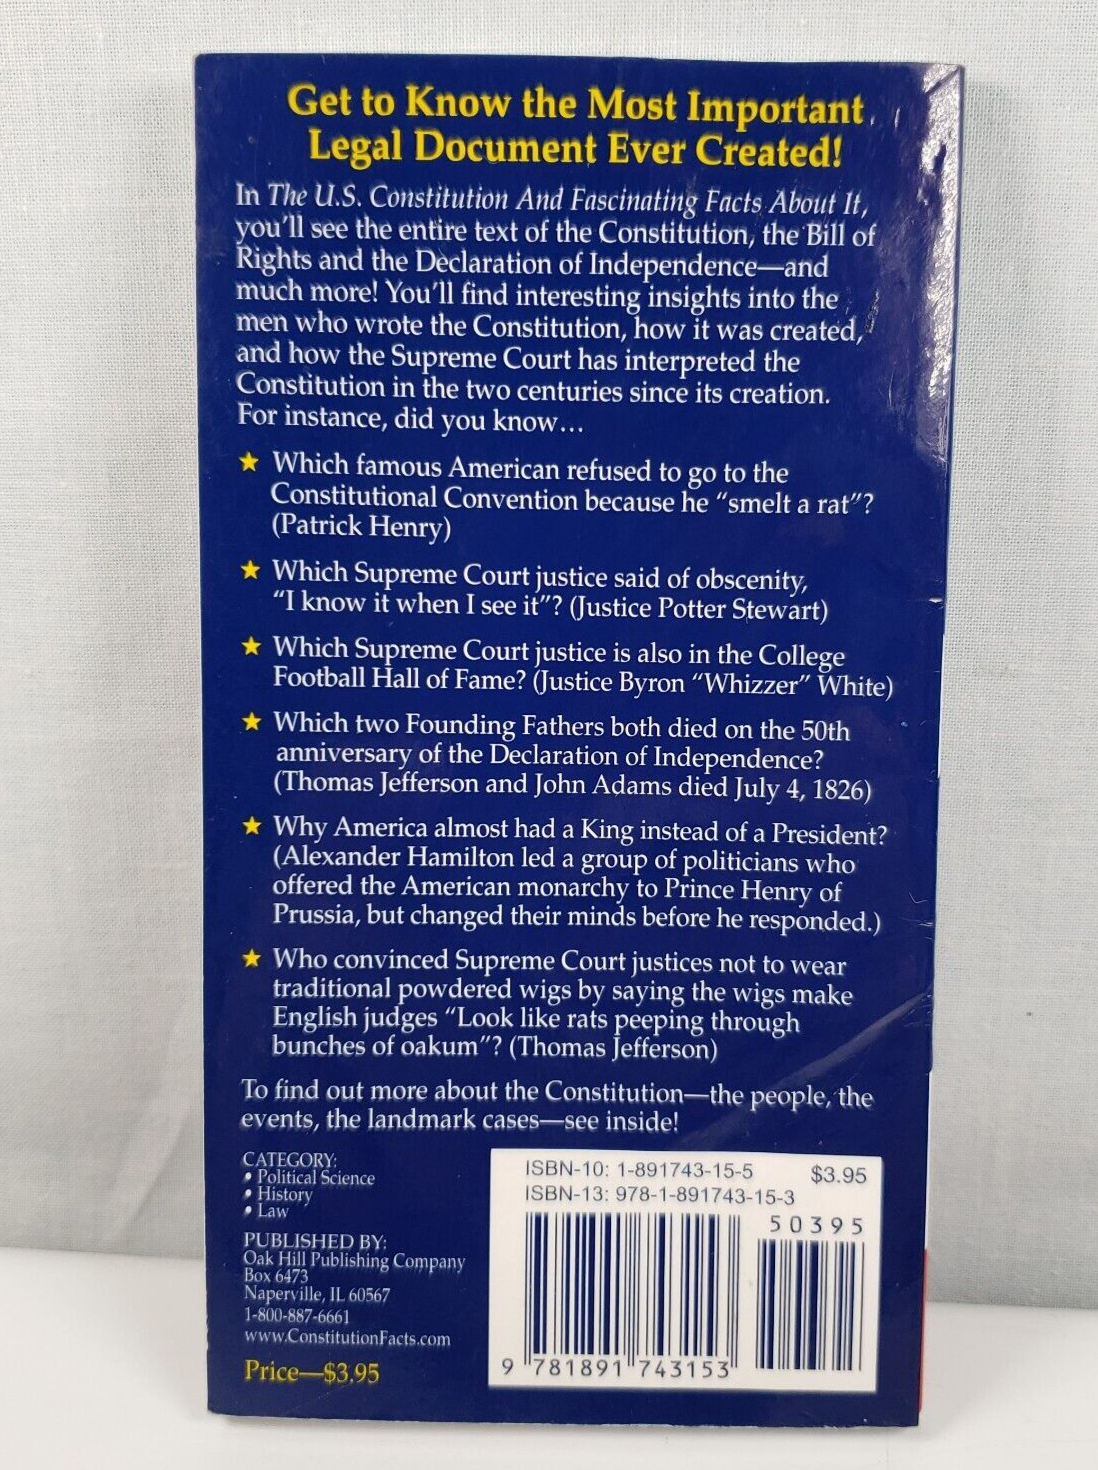 Get to Know the Most Important
Legal Document Ever Created!
In The U.S. Constitution And Fascinating Facts About It,
you'll see the entire text of the Constitution, the Bill of
Rights and the Declaration of Independence—and
much more! You'll find interesting insights into the
men who wrote the Constitution, how it was created,
and how the Supreme Court has interpreted the
Constitution in the two centuries since its creation.
For instance, did you know…
★ Which famous American refused to go to the
Constitutional Convention because he “smelt a rat”?
(Patrick Henry)
★ Which Supreme Court justice said of obscenity,
“I know it when I see it”? (Justice Potter Stewart)
★ Which Supreme Court justice is also in the College
Football Hall of Fame? (Justice Byron “Whizzer” White)
★ Which two Founding Fathers both died on the 50th
anniversary of the Declaration of Independence?
(Thomas Jefferson and John Adams died July 4, 1826)
★ Why America almost had a King instead of a President?
(Alexander Hamilton led a group of politicians who
offered the American monarchy to Prince Henry of
Prussia, but changed their minds before he responded.)
★ Who convinced Supreme Court justices not to wear
traditional powdered wigs by saying the wigs make
English judges “Look like rats peeping through
bunches of oakum”? (Thomas Jefferson)
To find out more about the Constitution—the people, the
events, the landmark cases—see inside!
CATEGORY:
• Political Science
• History
• Law
PUBLISHED BY:
Oak Hill Publishing Company
Box 6473
Naperville, IL 60567
1-800-887-6661
www.ConstitutionFacts.com
Price—$3.95
ISBN-10: 1-891743-15-5 $3.95
ISBN-13: 978-1-891743-15-3
50395
9 781891 743153